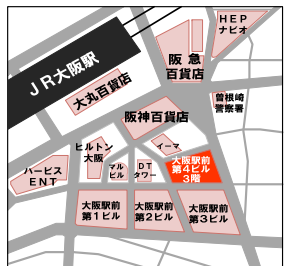 HEP
ナビオ
阪急
百貨店
JR大阪駅
大丸百貨店
曽根崎
警察署
阪神百貨店
ヒルトン
大阪
イーマ
マル
ビル
DT
タワー
大阪駅前
第4ビル
3階
ハービス
ENT
大阪駅前
第1ビル
大阪駅前
第2ビル
大阪駅前
第3ビル